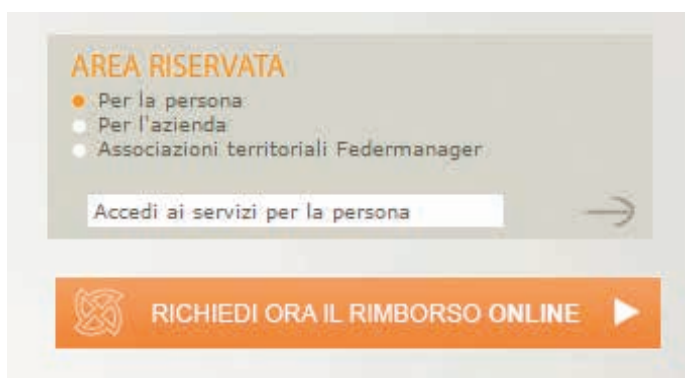 AREA RISERVATA
Per la persona
Per l'azienda
Associazioni territoriali Federmanager
Accedi ai servizi per la persona
RICHIEDI ORA IL RIMBORSO ONLINE